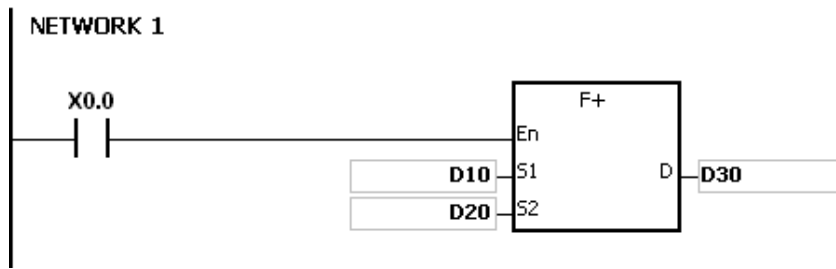 NETWORK 1
X0.0
F+
En
D10 S1 D D30
D20 S2